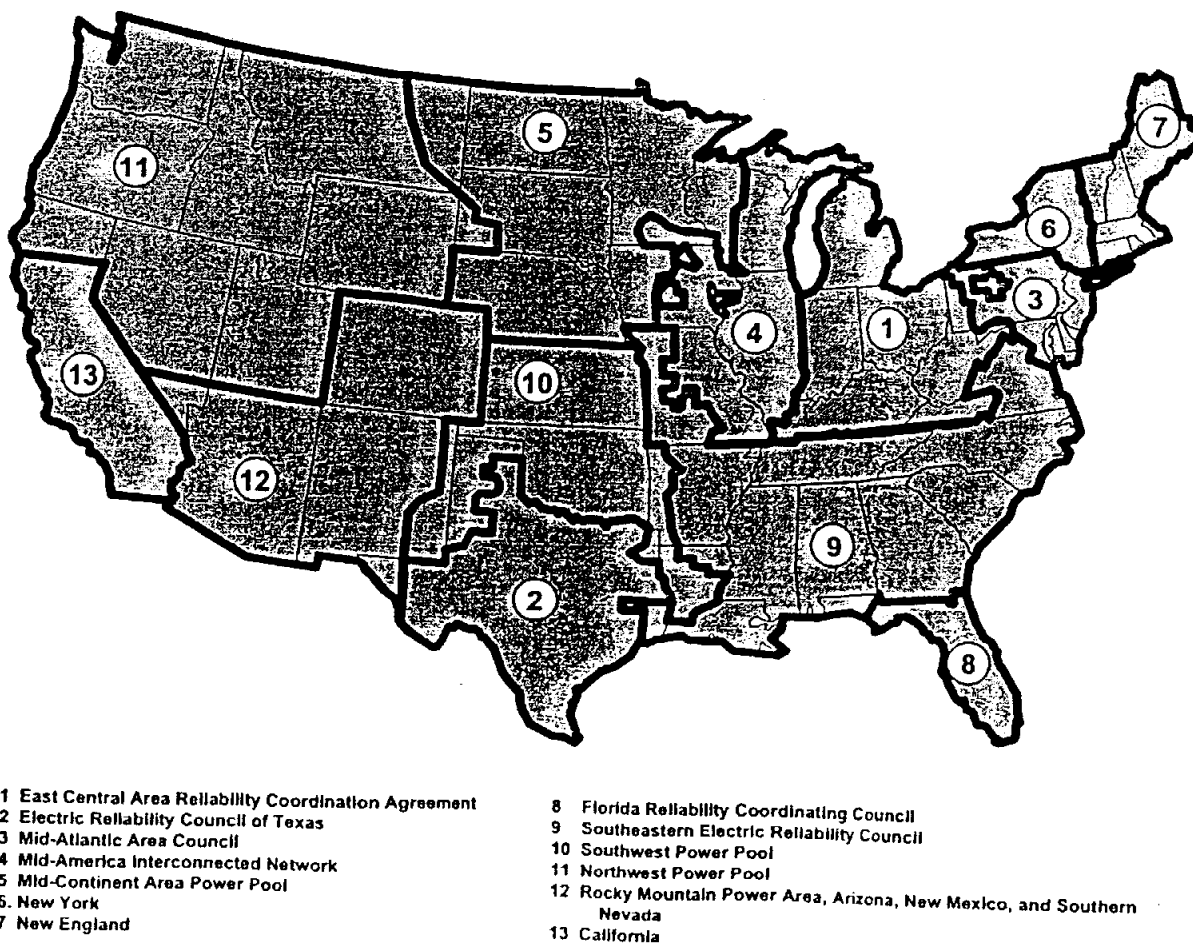 5
7
11
6
3
4
1
13
10
12
9
2
8
1 East Central Area Reliability Coordination Agreement
2 Electric Reliability Council of Texas
3 Mid-Atlantic Area Council
4 Mid-America Interconnected Network
5 Mid-Continent Area Power Pool
6. New York
7 New England
8 Florida Reliability Coordinating Council
9 Southeastern Electric Reliability Council
10 Southwest Power Pool
11 Northwest Power Pool
12 Rocky Mountain Power Area, Arizona, New Mexico, and Southern
Nevada
13 California